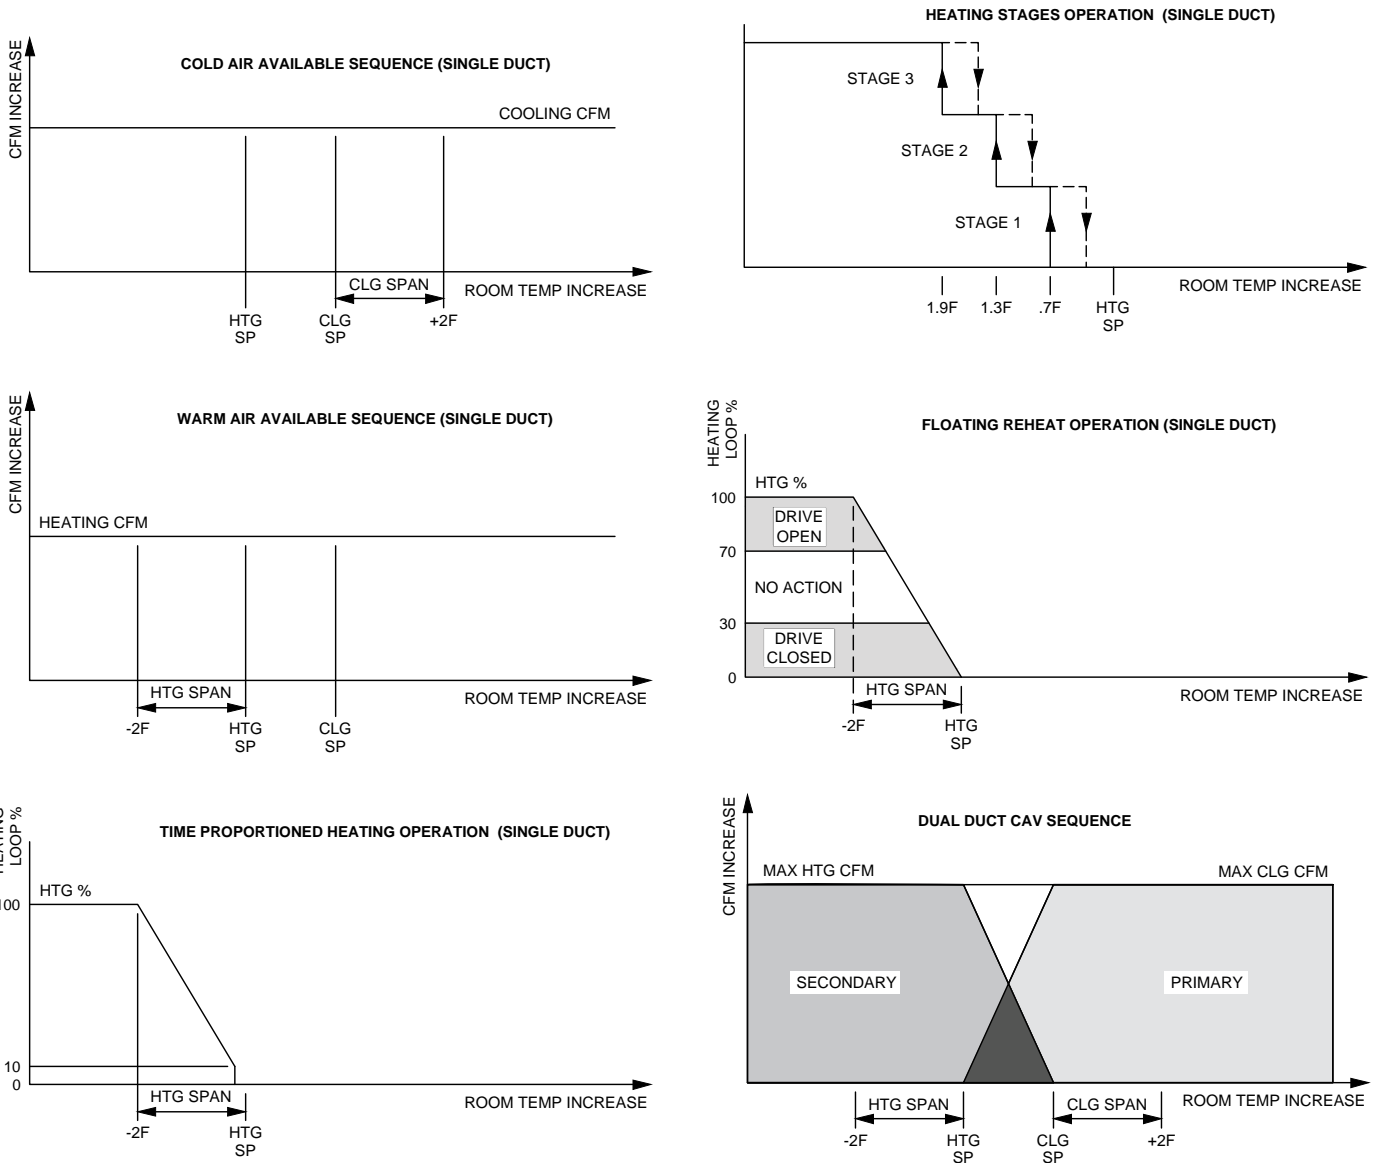 COLD AIR AVAILABLE SEQUENCE (SINGLE DUCT)
CFM INCREASE
COOLING CFM
CLG SPAN
ROOM TEMP INCREASE
HTG
SP
CLG
SP
+2F
HEATING STAGES OPERATION (SINGLE DUCT)
STAGE 3
STAGE 2
STAGE 1
ROOM TEMP INCREASE
1.9F
1.3F
.7F
HTG
SP
WARM AIR AVAILABLE SEQUENCE (SINGLE DUCT)
CFM INCREASE
HEATING CFM
HTG SPAN
ROOM TEMP INCREASE
-2F
HTG
SP
CLG
SP
FLOATING REHEAT OPERATION (SINGLE DUCT)
HEATING
LOOP %
HTG %
100
DRIVE
OPEN
70
NO ACTION
30
DRIVE
CLOSED
0
HTG SPAN
ROOM TEMP INCREASE
-2F
HTG
SP
TIME PROPORTIONED HEATING OPERATION (SINGLE DUCT)
HEATING
LOOP %
HTG %
100
10
0
HTG SPAN
ROOM TEMP INCREASE
-2F
HTG
SP
DUAL DUCT CAV SEQUENCE
CFM INCREASE
MAX HTG CFM
MAX CLG CFM
SECONDARY
PRIMARY
HTG SPAN
CLG SPAN
ROOM TEMP INCREASE
-2F
HTG
SP
CLG
SP
+2F